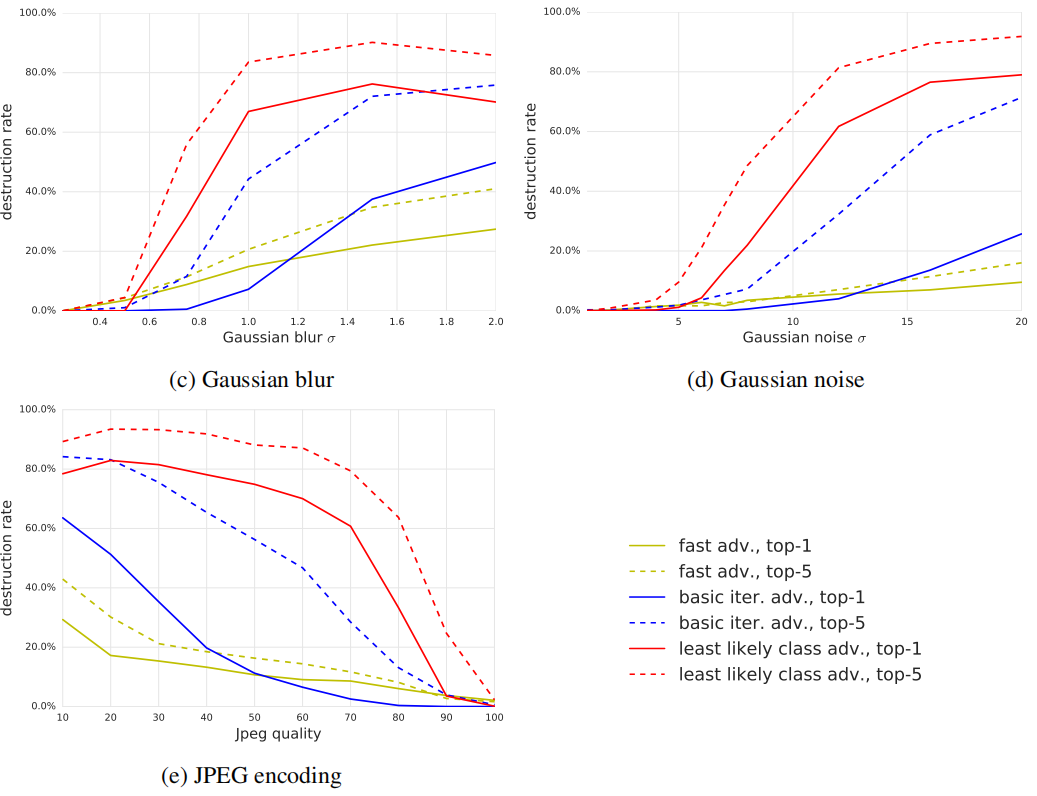 100.0%
80.0%
60.0%
40.0%
20.0%
0.0%
destruction rate
0.4 0.6 0.8 1.0 1.2 1.4 1.6 1.8 2.0
Gaussian blur σ
(c) Gaussian blur
100.0%
80.0%
60.0%
40.0%
20.0%
0.0%
destruction rate
5 10 15 20
Gaussian noise σ
(d) Gaussian noise
100.0%
80.0%
60.0%
40.0%
20.0%
0.0%
destruction rate
10 20 30 40 50 60 70 80 90 100
Jpeg quality
(e) JPEG encoding
fast adv., top-1
fast adv., top-5
basic iter. adv., top-1
basic iter. adv., top-5
least likely class adv., top-1
least likely class adv., top-5